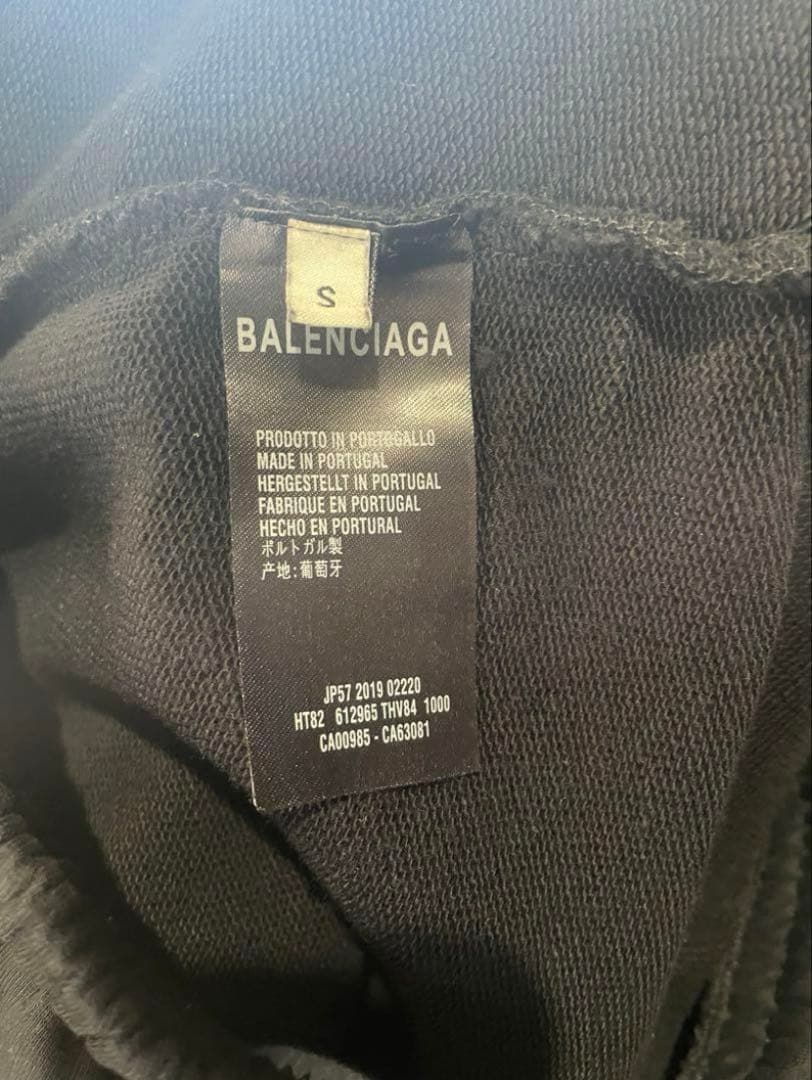 S
BALENCIAGA
PRODOTTO IN PORTOGALLO
MADE IN PORTUGAL
HERGESTELLT IN PORTUGAL
FABRIQUE EN PORTUGAL
HECHO EN PORTURAL
ポルトガル製
产地:葡萄牙
JP57 2019 02220
HT82 612965 THV84 1000
CA00985 - CA63081